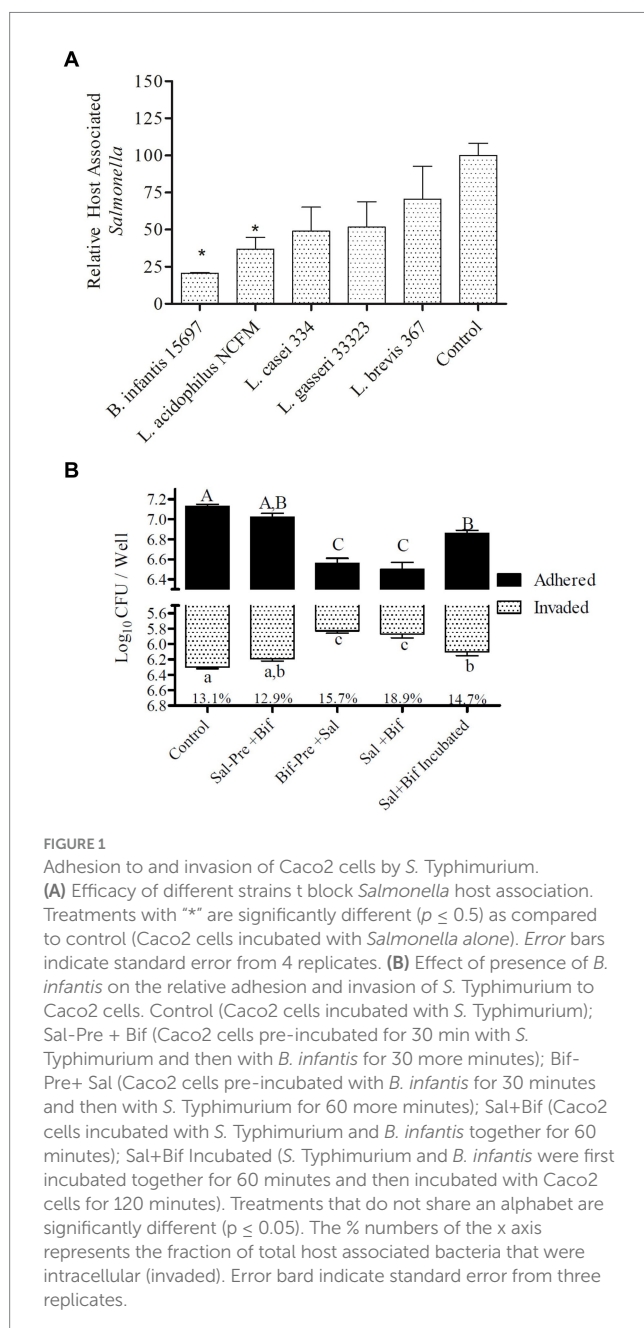 A
Relative Host Associated
Salmonella
150
125
100
75
50
25
0
*
*
B. infantis 15697
L. acidophilus NCFM
L. casei 334
L. gasseri 33323
L. brevis 367
Control
B
Log10 CFU / Well
7.2
7.0
6.8
6.6
6.4
5.6
5.8
6.0
6.2
6.4
6.6
6.8
A
A,B
C
C
B
a
a,b
c
c
b
13.1%
12.9%
15.7%
18.9%
14.7%
Adhered
Invaded
Control
Sal-Pre +Bif
Bif-Pre +Sal
Sal +Bif
Sal+Bif Incubated
FIGURE 1
Adhesion to and invasion of Caco2 cells by S. Typhimurium.
(A) Efficacy of different strains t block Salmonella host association.
Treatments with "*" are significantly different (p ≤ 0.5) as compared
to control (Caco2 cells incubated with Salmonella alone). Error bars
indicate standard error from 4 replicates. (B) Effect of presence of B.
infantis on the relative adhesion and invasion of S. Typhimurium to
Caco2 cells. Control (Caco2 cells incubated with S. Typhimurium);
Sal-Pre + Bif (Caco2 cells pre-incubated for 30 min with S.
Typhimurium and then with B. infantis for 30 more minutes); Bif-
Pre+ Sal (Caco2 cells pre-incubated with B. infantis for 30 minutes
and then with S. Typhimurium for 60 more minutes); Sal+Bif (Caco2
cells incubated with S. Typhimurium and B. infantis together for 60
minutes); Sal+Bif Incubated (S. Typhimurium and B. infantis were first
incubated together for 60 minutes and then incubated with Caco2
cells for 120 minutes). Treatments that do not share an alphabet are
significantly different (p ≤ 0.05). The % numbers of the x axis
represents the fraction of total host associated bacteria that were
intracellular (invaded). Error bard indicate standard error from three
replicates.